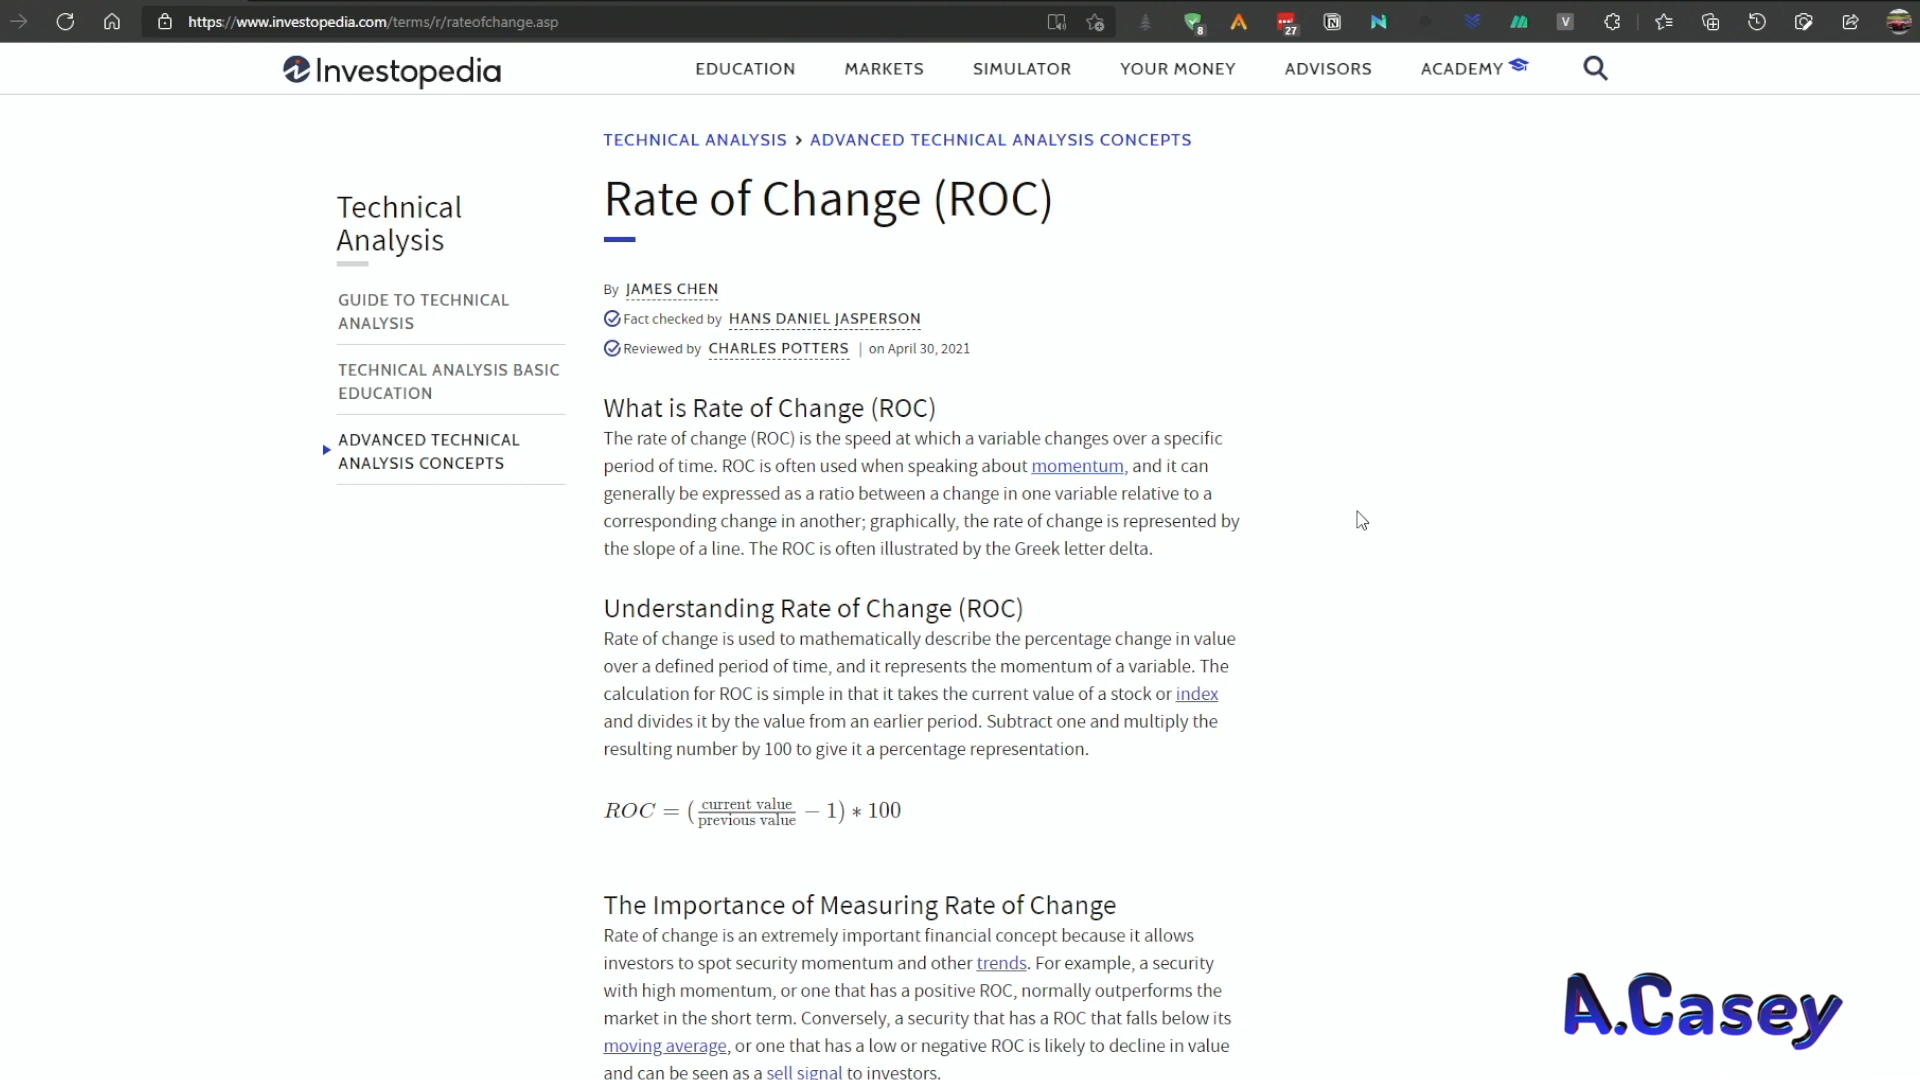 https://www.investopedia.com/terms/r/rateofchange.asp
8
27
V
Investopedia
EDUCATION
MARKETS
SIMULATOR
YOUR MONEY
ADVISORS
ACADEMY
TECHNICAL ANALYSIS > ADVANCED TECHNICAL ANALYSIS CONCEPTS
Technical
Analysis
GUIDE TO TECHNICAL
ANALYSIS
TECHNICAL ANALYSIS BASIC
EDUCATION
ADVANCED TECHNICAL
ANALYSIS CONCEPTS
Rate of Change (ROC)
By JAMES CHEN
Fact checked by HANS DANIEL JASPERSON
Reviewed by CHARLES POTTERS | on April 30, 2021
What is Rate of Change (ROC)
The rate of change (ROC) is the speed at which a variable changes over a specific
period of time. ROC is often used when speaking about momentum, and it can
generally be expressed as a ratio between a change in one variable relative to a
corresponding change in another; graphically, the rate of change is represented by
the slope of a line. The ROC is often illustrated by the Greek letter delta.
Understanding Rate of Change (ROC)
Rate of change is used to mathematically describe the percentage change in value
over a defined period of time, and it represents the momentum of a variable. The
calculation for ROC is simple in that it takes the current value of a stock or index
and divides it by the value from an earlier period. Subtract one and multiply the
resulting number by 100 to give it a percentage representation.
ROC = (current value / previous value − 1) ∗ 100
The Importance of Measuring Rate of Change
Rate of change is an extremely important financial concept because it allows
investors to spot security momentum and other trends. For example, a security
with high momentum, or one that has a positive ROC, normally outperforms the
market in the short term. Conversely, a security that has a ROC that falls below its
moving average, or one that has a low or negative ROC is likely to decline in value
and can be seen as a sell signal to investors.
A.Casey